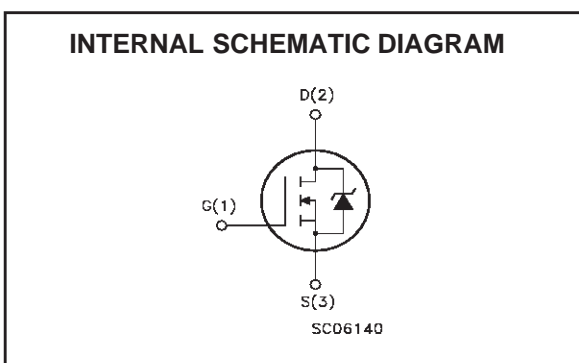 INTERNAL SCHEMATIC DIAGRAM
D(2)
G(1)
S(3)
SC06140